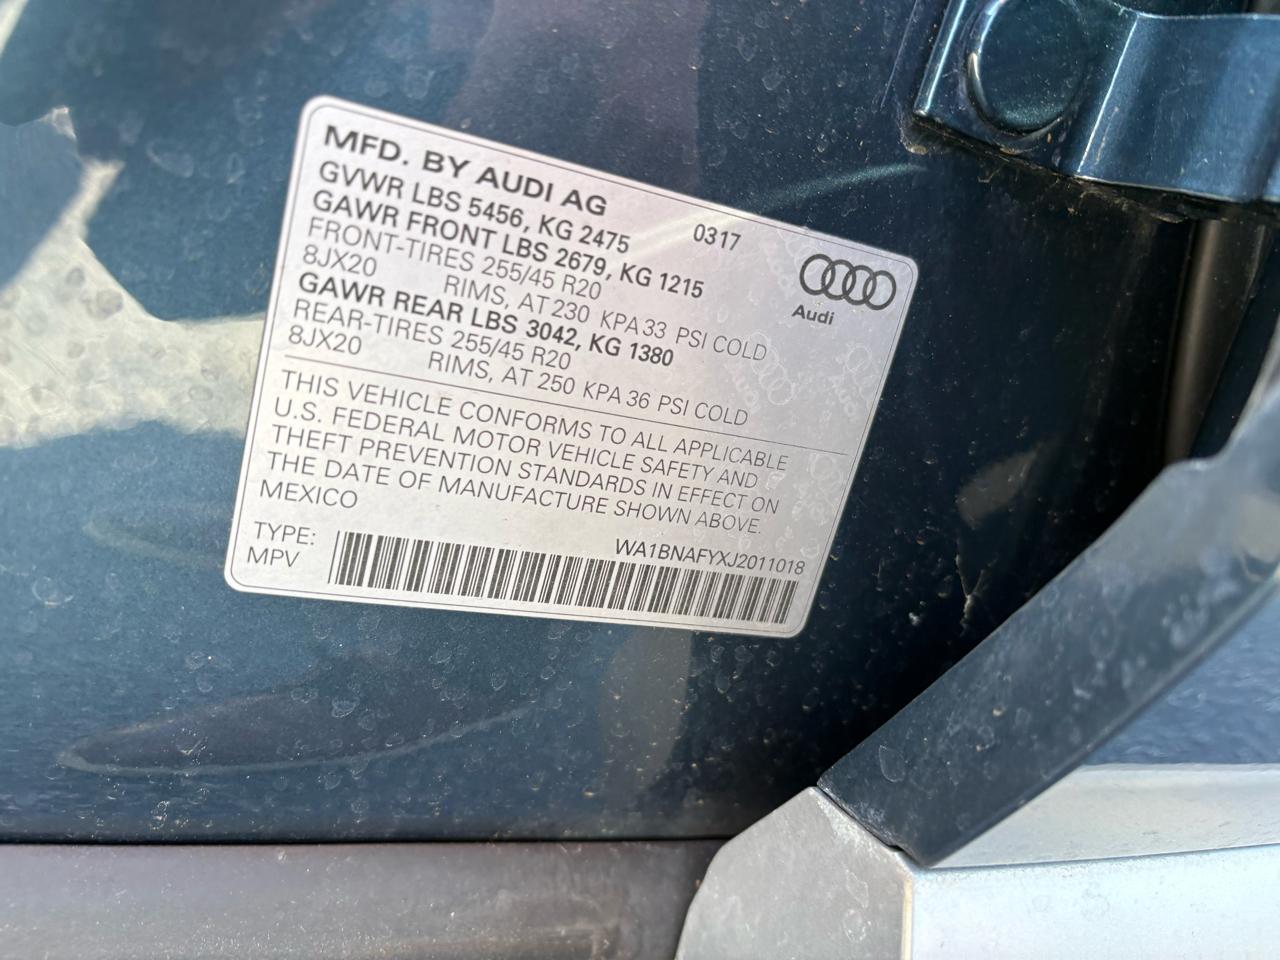 MFD. BY AUDI AG
GVWR LBS 5456, KG 2475 0317
GAWR FRONT LBS 2679, KG 1215
FRONT-TIRES 255/45 R20
8JX20 RIMS, AT 230 KPA 33 PSI COLD
GAWR REAR LBS 3042, KG 1380
REAR-TIRES 255/45 R20
8JX20 RIMS, AT 250 KPA 36 PSI COLD
Audi
THIS VEHICLE CONFORMS TO ALL APPLICABLE
U.S. FEDERAL MOTOR VEHICLE SAFETY AND
THEFT PREVENTION STANDARDS IN EFFECT ON
THE DATE OF MANUFACTURE SHOWN ABOVE.
MEXICO
TYPE:
MPV
WA1BNAFYXJ2011018